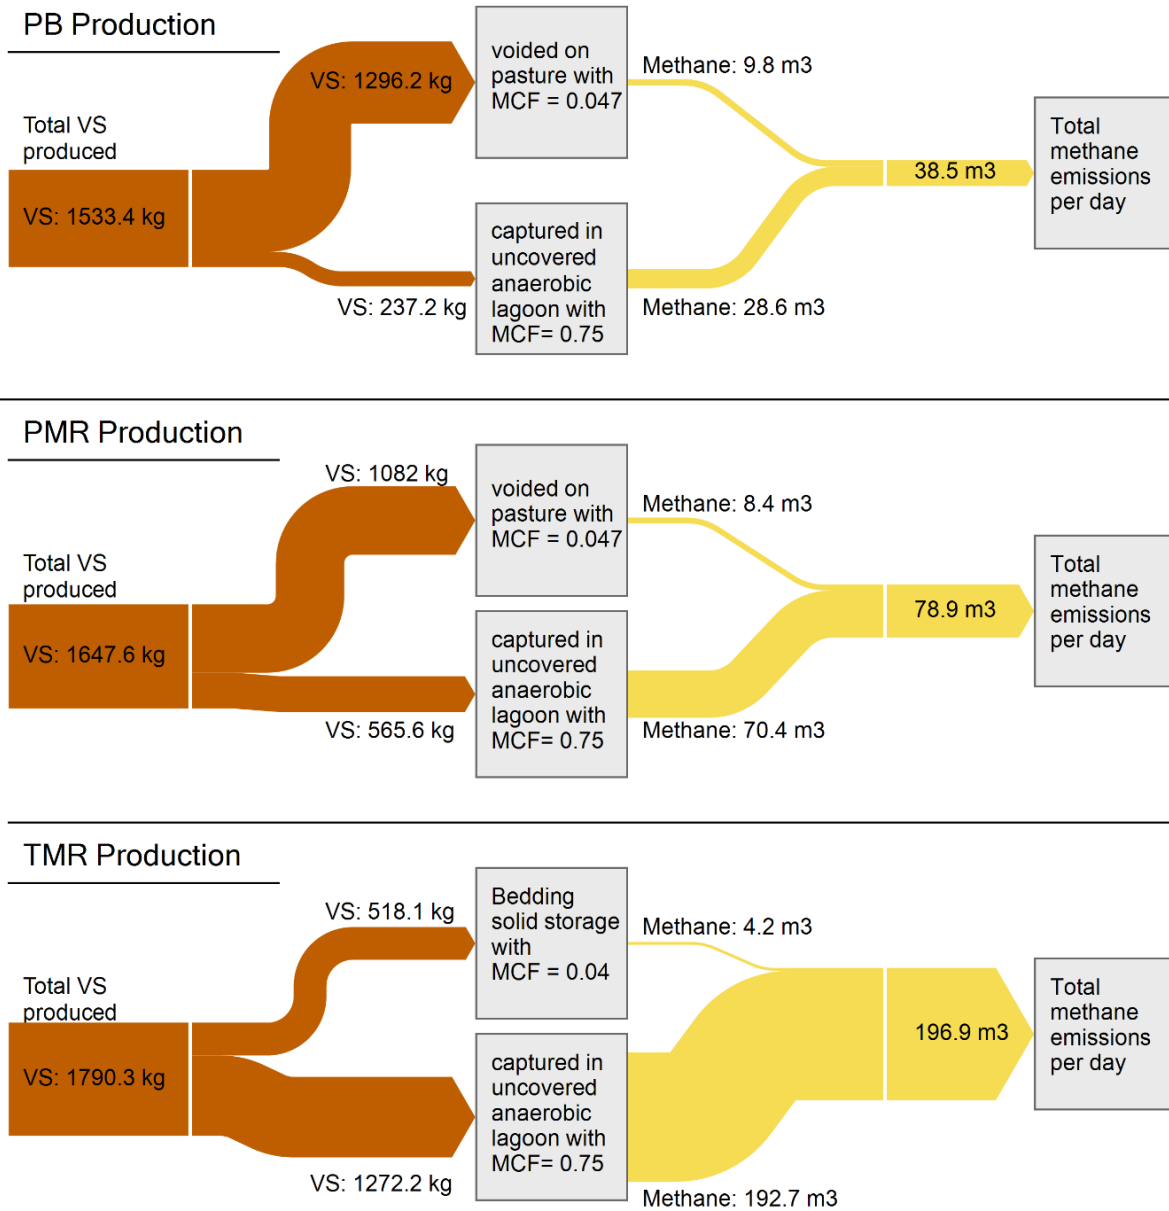 PB Production
Total VS
produced
VS: 1533.4 kg
VS: 1296.2 kg
VS: 237.2 kg
voided on
pasture with
MCF = 0.047
captured in
uncovered
anaerobic
lagoon with
MCF= 0.75
Methane: 9.8 m3
Methane: 28.6 m3
38.5 m3
Total
methane
emissions
per day
PMR Production
Total VS
produced
VS: 1647.6 kg
VS: 1082 kg
VS: 565.6 kg
voided on
pasture with
MCF = 0.047
captured in
uncovered
anaerobic
lagoon with
MCF= 0.75
Methane: 8.4 m3
Methane: 70.4 m3
78.9 m3
Total
methane
emissions
per day
TMR Production
Total VS
produced
VS: 1790.3 kg
VS: 518.1 kg
VS: 1272.2 kg
Bedding
solid storage
with
MCF = 0.04
captured in
uncovered
anaerobic
lagoon with
MCF= 0.75
Methane: 4.2 m3
Methane: 192.7 m3
196.9 m3
Total
methane
emissions
per day